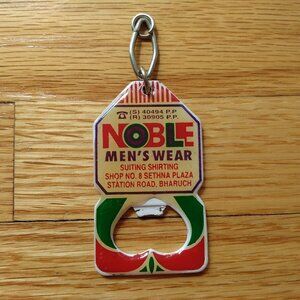 ☎ (S) 40494 P.P
(R) 30905 P.P.
NOBLE
MEN'S WEAR
SUITING SHIRTING
SHOP NO. 8 SETHNA PLAZA
STATION ROAD, BHARUCH